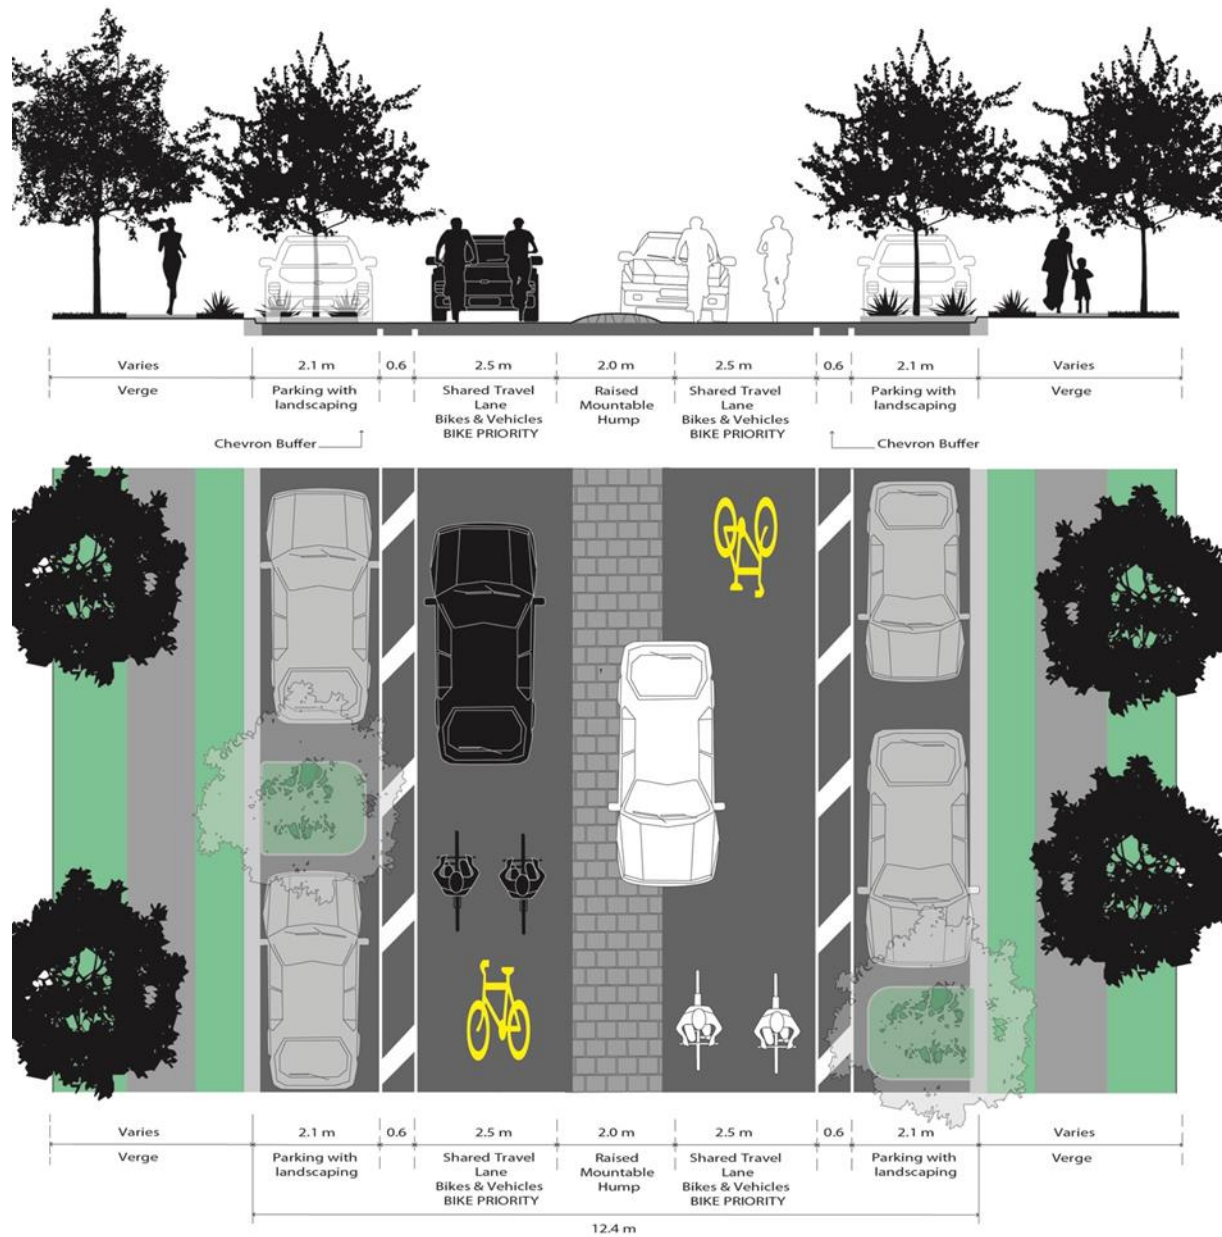 Varies 2.1 m 0.6 2.5 m 2.0 m 2.5 m 0.6 2.1 m Varies
Verge Parking with Shared Travel Raised Shared Travel Parking with Verge
landscaping Lane Mountable Lane landscaping
Bikes & Vehicles Hump Bikes & Vehicles
BIKE PRIORITY BIKE PRIORITY
Chevron Buffer Chevron Buffer
Varies 2.1 m 0.6 2.5 m 2.0 m 2.5 m 0.6 2.1 m Varies
Verge Parking with Shared Travel Raised Shared Travel Parking with Verge
landscaping Lane Mountable Lane landscaping
Bikes & Vehicles Hump Bikes & Vehicles
BIKE PRIORITY BIKE PRIORITY
12.4 m